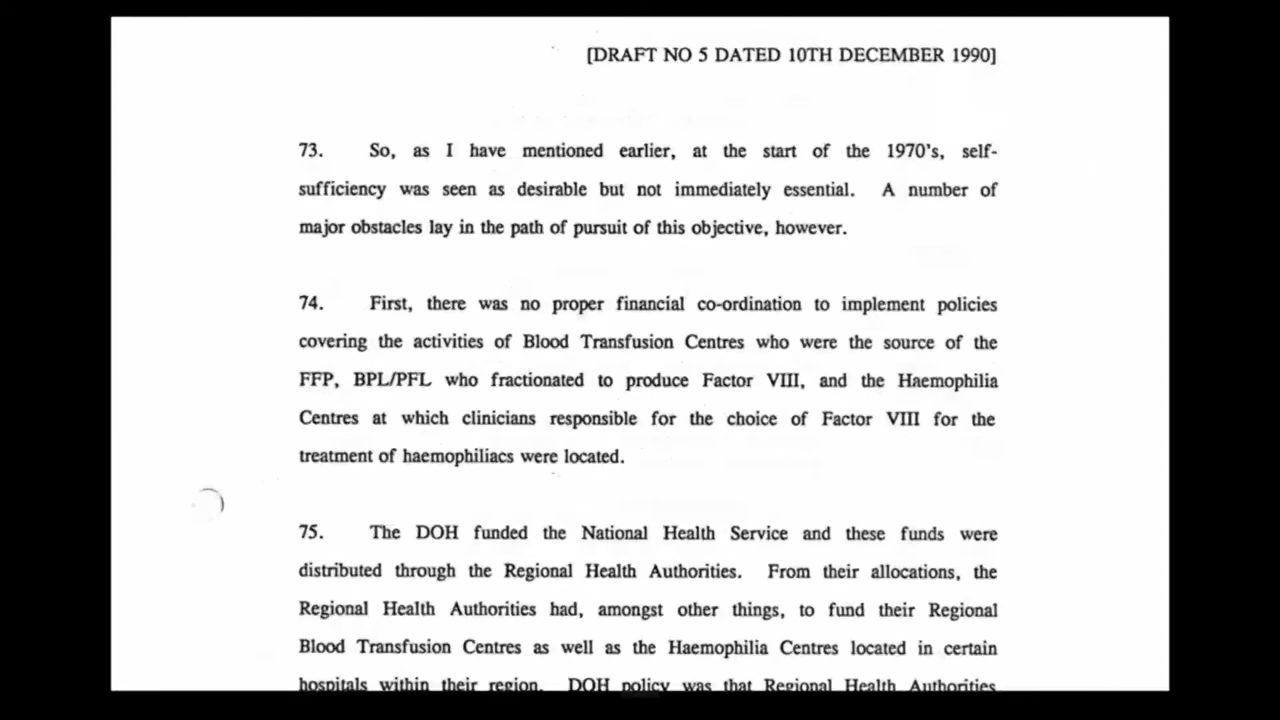 [DRAFT NO 5 DATED 10TH DECEMBER 1990]
73. So, as I have mentioned earlier, at the start of the 1970's, self-
sufficiency was seen as desirable but not immediately essential. A number of
major obstacles lay in the path of pursuit of this objective, however.
74. First, there was no proper financial co-ordination to implement policies
covering the activities of Blood Transfusion Centres who were the source of the
FFP, BPL/PFL who fractionated to produce Factor VIII, and the Haemophilia
Centres at which clinicians responsible for the choice of Factor VIII for the
treatment of haemophiliacs were located.
75. The DOH funded the National Health Service and these funds were
distributed through the Regional Health Authorities. From their allocations, the
Regional Health Authorities had, amongst other things, to fund their Regional
Blood Transfusion Centres as well as the Haemophilia Centres located in certain
hospitals within their region. DOH policy was that Regional Health Authorities